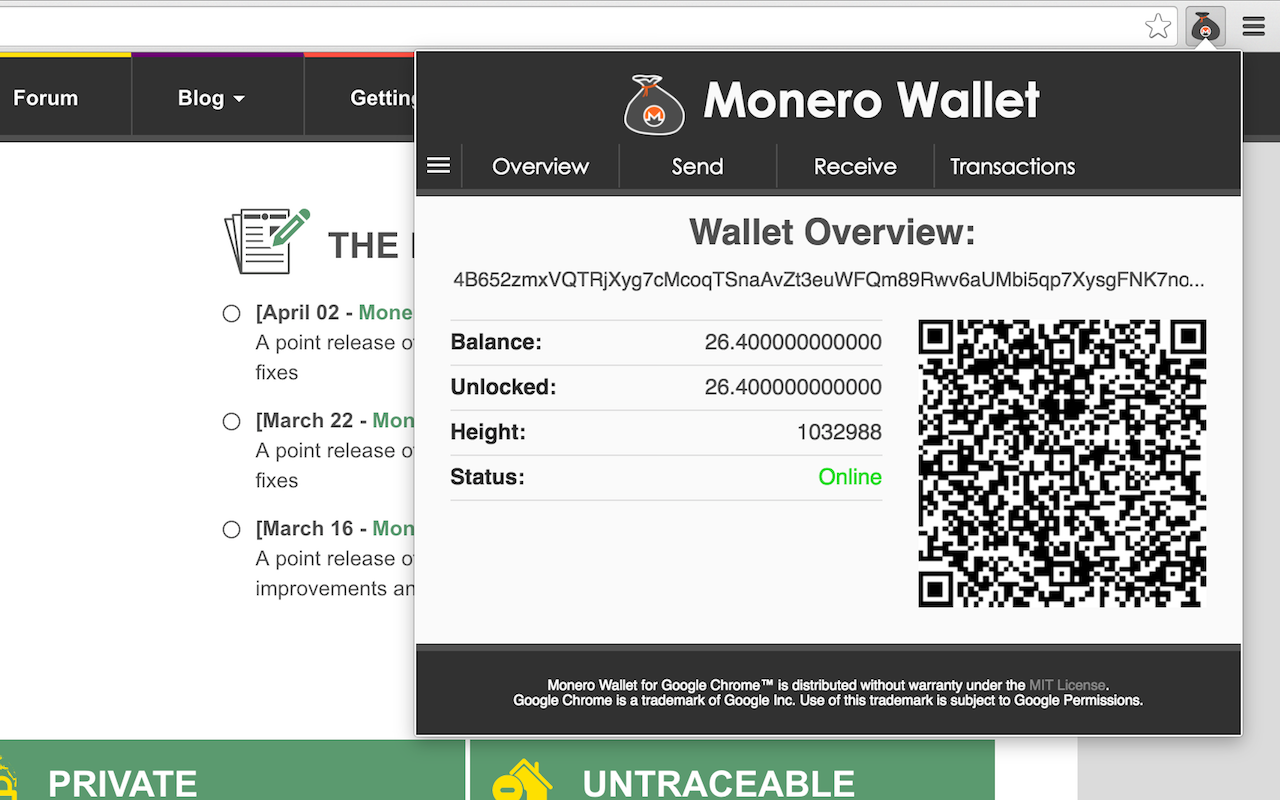 Forum
Blog
Getting
Monero Wallet
Overview
Send
Receive
Transactions
THE
[April 02 - Mone
A point release o
fixes
[March 22 - Mon
A point release o
fixes
[March 16 - Mon
A point release o
improvements an
Wallet Overview:
4B652zmxVQTRjXyg7cMcoqTSnaAvZt3euWFQm89Rwv6aUMbi5qp7XysgFNK7no...
Balance: 26.400000000000
Unlocked: 26.400000000000
Height: 1032988
Status: Online
Monero Wallet for Google Chrome™ is distributed without warranty under the MIT License.
Google Chrome is a trademark of Google Inc. Use of this trademark is subject to Google Permissions.
PRIVATE
UNTRACEABLE